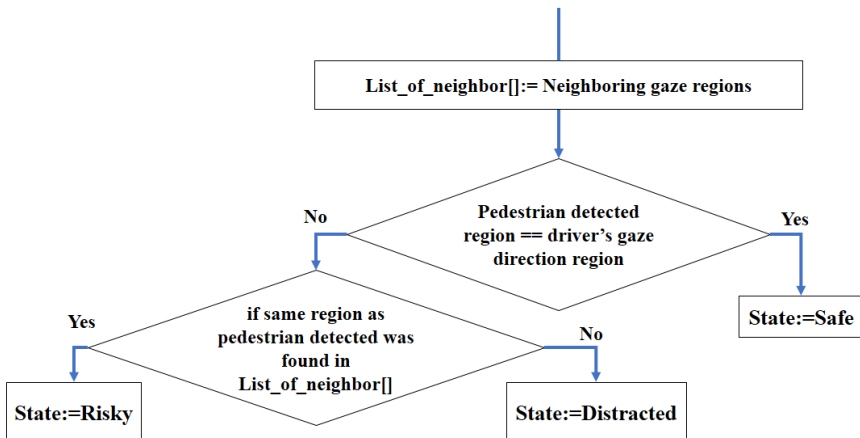 List_of_neighbor[]:= Neighboring gaze regions
No
Pedestrian detected
region == driver’s gaze
direction region
Yes
Yes
if same region as
pedestrian detected was
found in
List_of_neighbor[]
No
State:=Safe
State:=Risky
State:=Distracted